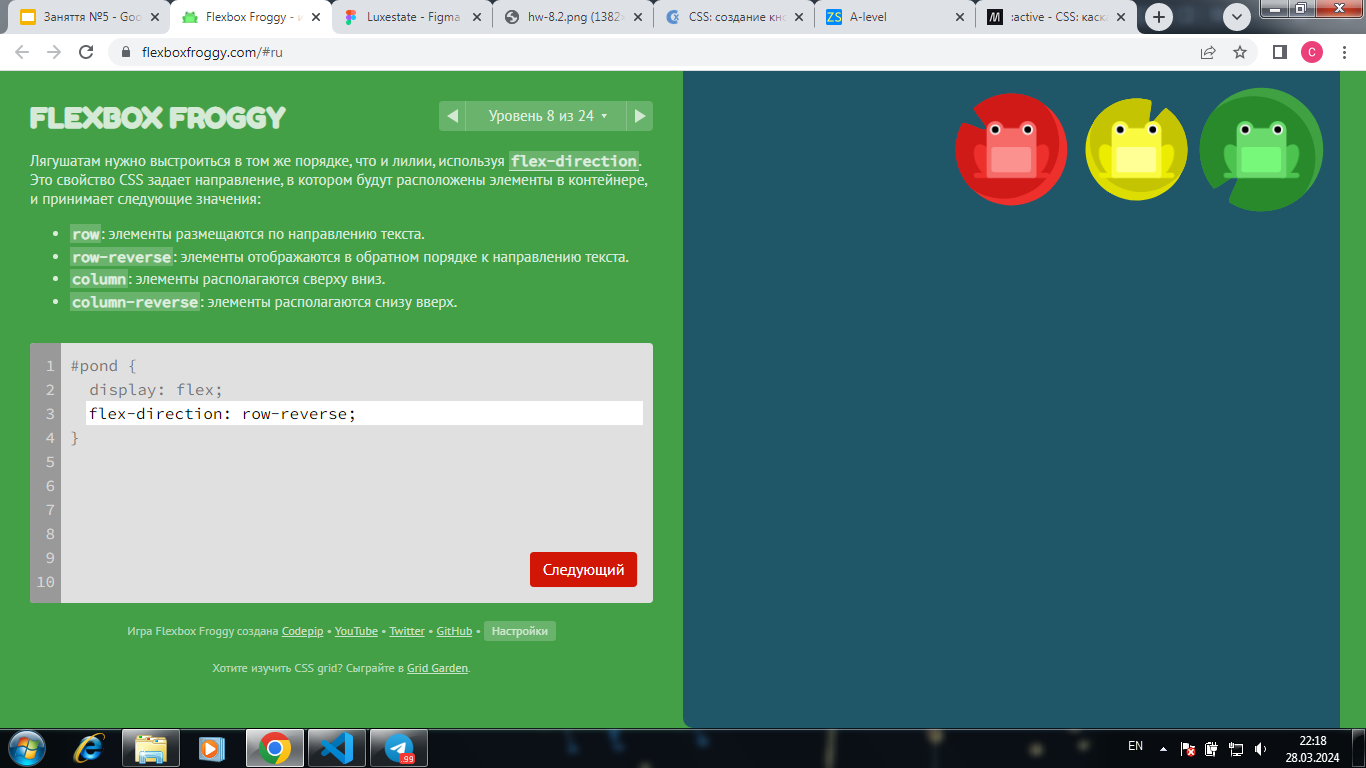 Заняття №5 - Goo
Flexbox Froggy - и
Luxestate - Figma
hw-8.2.png (1382×
CSS: создание кно
A-level
:active - CSS: каска
flexboxfroggy.com/#ru
C
FLEXBOX FROGGY
Уровень 8 из 24
Лягушатам нужно выстроиться в том же порядке, что и лилии, используя flex-direction.
Это свойство CSS задает направление, в котором будут расположены элементы в контейнере,
и принимает следующие значения:
• row: элементы размещаются по направлению текста.
• row-reverse: элементы отображаются в обратном порядке к направлению текста.
• column: элементы располагаются сверху вниз.
• column-reverse: элементы располагаются снизу вверх.
1 #pond {
2 display: flex;
3 flex-direction: row-reverse;
4 }
5
6
7
8
9
10
Следующий
Игра Flexbox Froggy создана Codepip • YouTube • Twitter • GitHub • Настройки
Хотите изучить CSS grid? Сыграйте в Grid Garden.
99
EN
22:18
28.03.2024